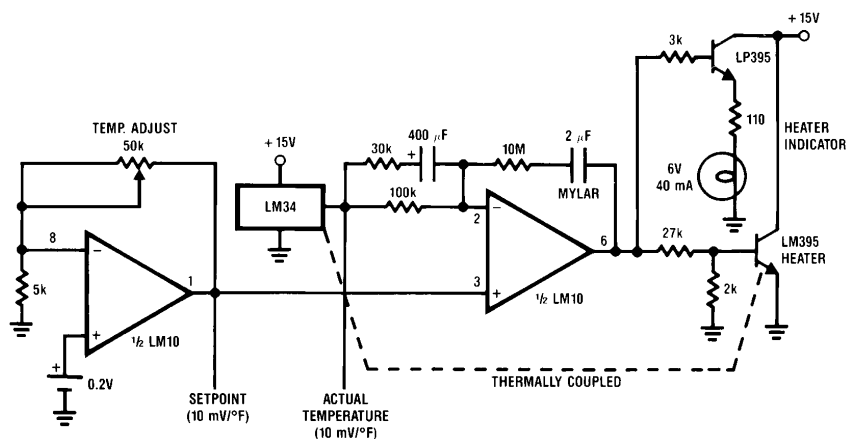 + 15V
3k
LP395
TEMP. ADJUST
50k
+ 15V
30k
400 μF
+
10M
2 μF
MYLAR
110
HEATER
INDICATOR
6V
40 mA
LM34
100k
2
−
6
27k
LM395
HEATER
8
−
5k
1
3
+
½ LM10
2k
+
½ LM10
+
0.2V
THERMALLY COUPLED
SETPOINT
(10 mV/°F)
ACTUAL
TEMPERATURE
(10 mV/°F)